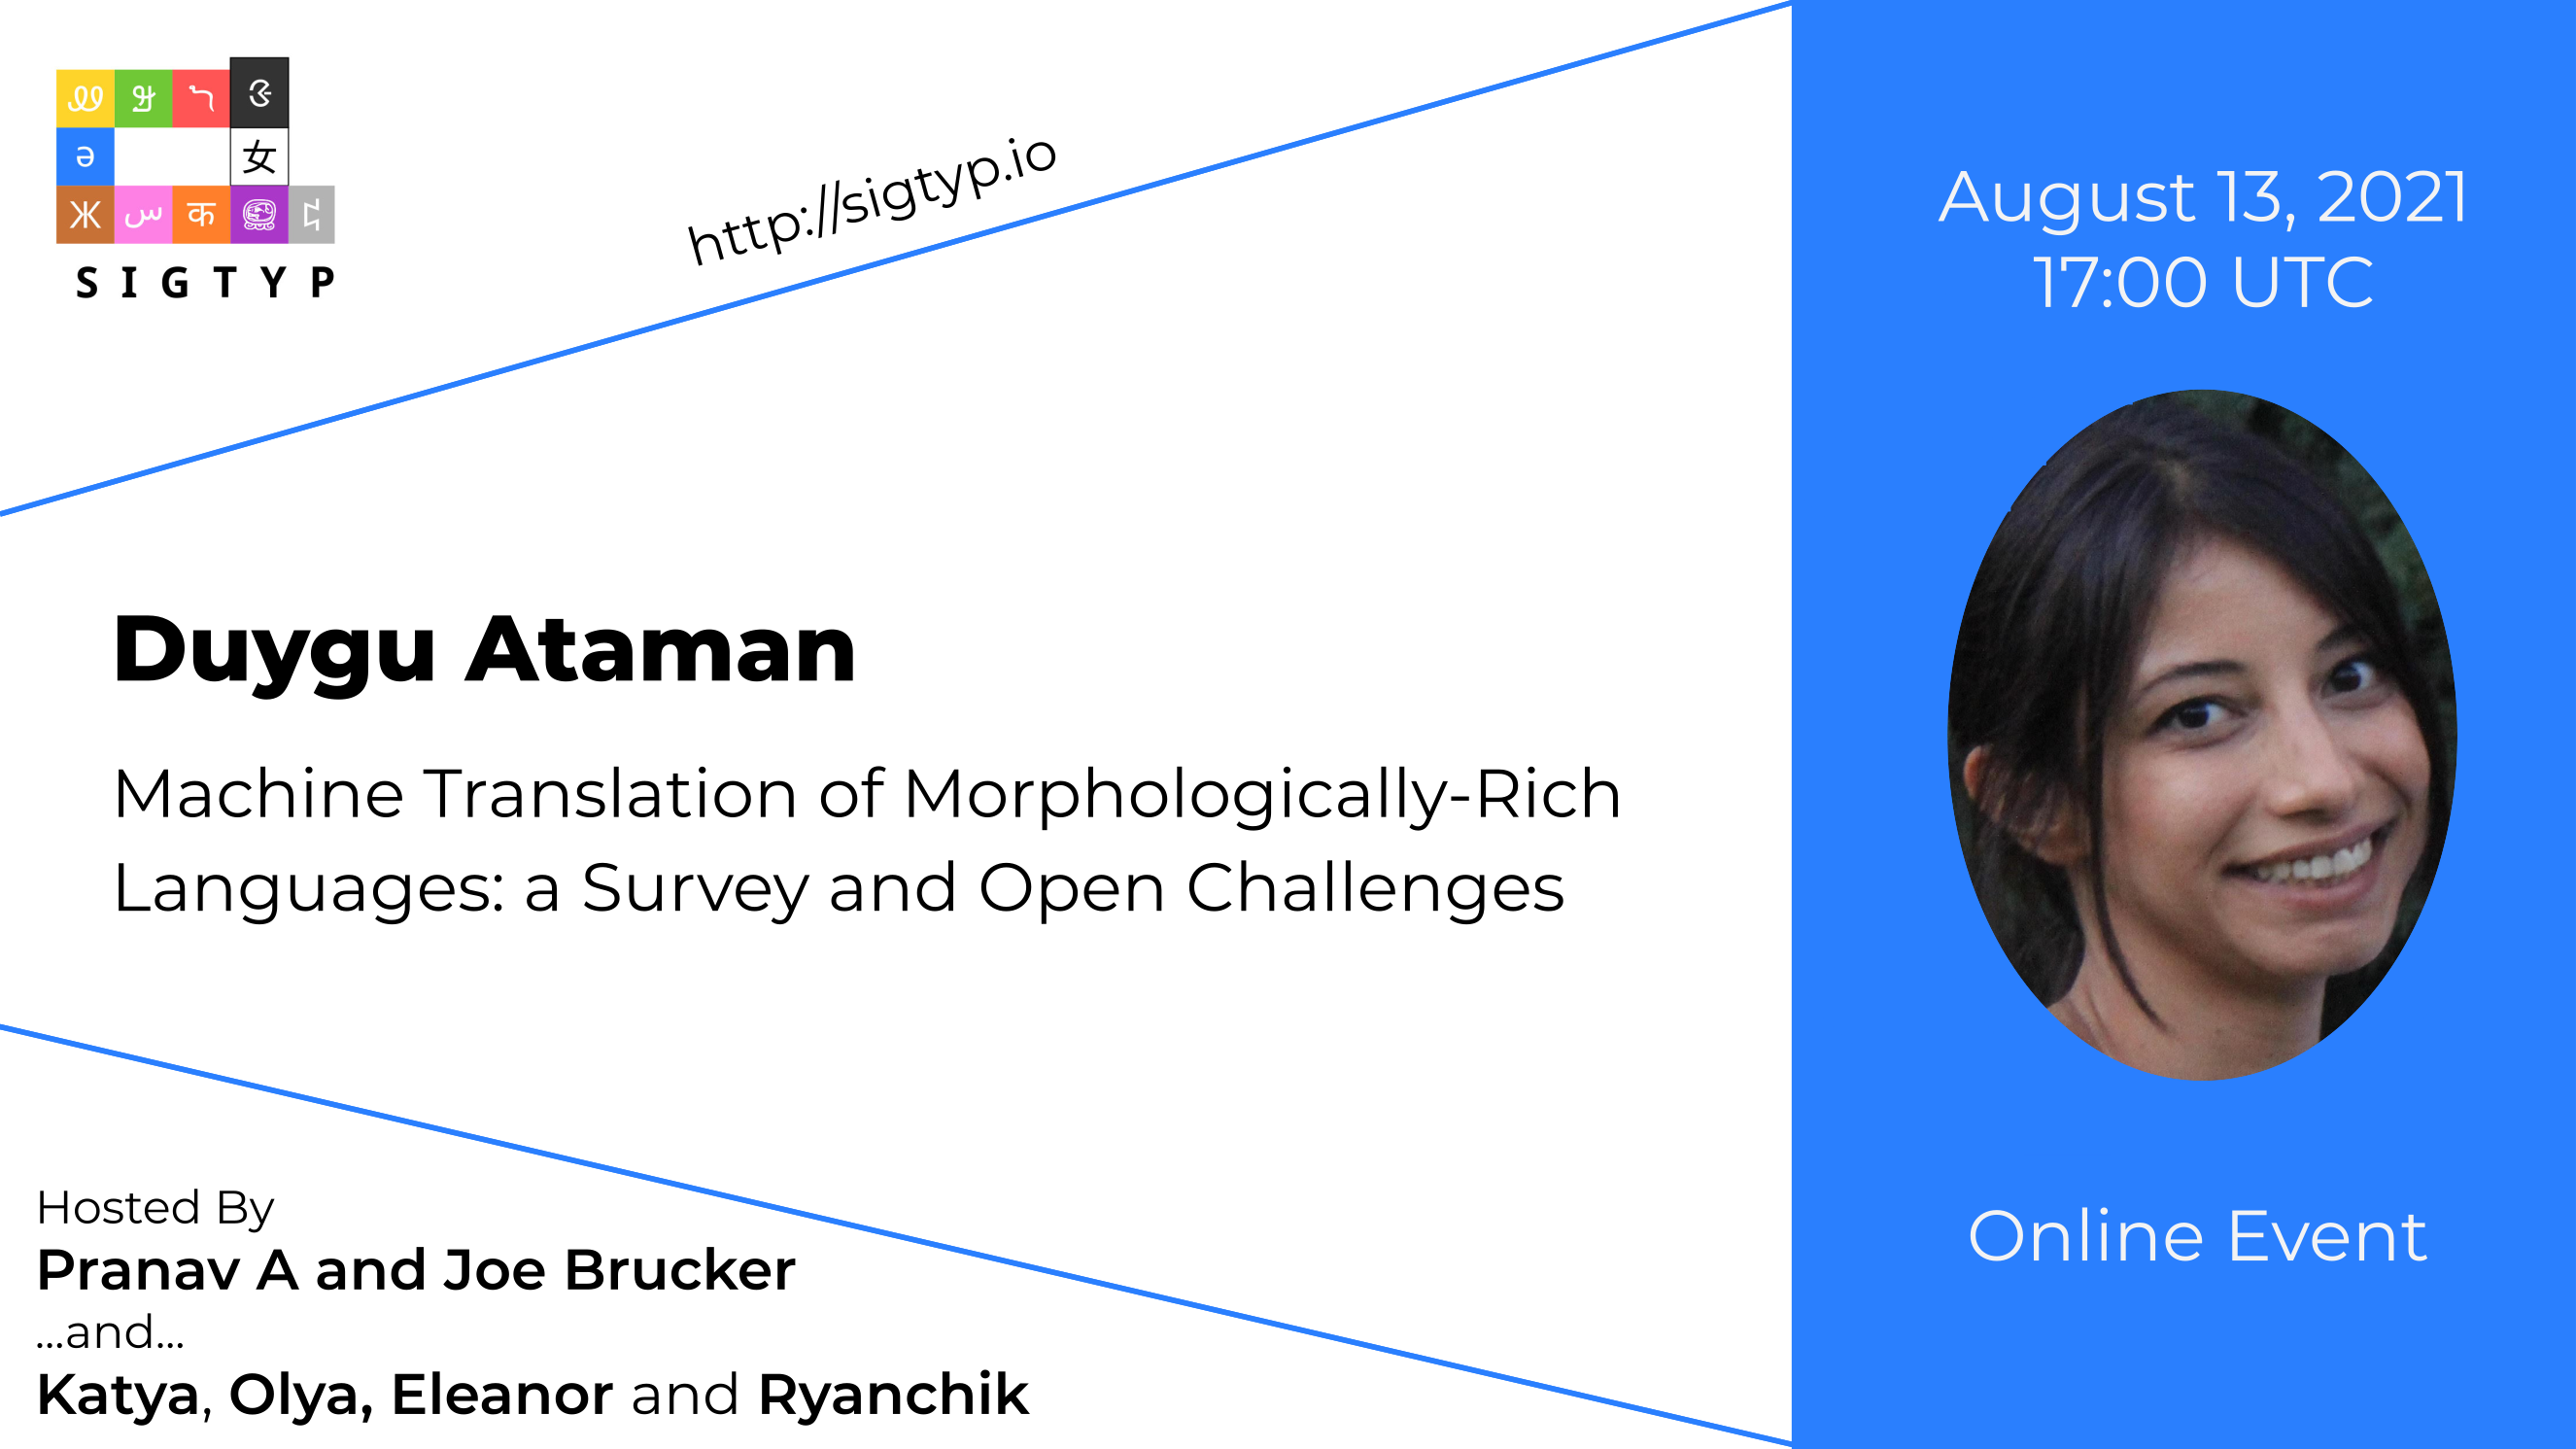 ə
女
Ж س क
S I G T Y P
http://sigtyp.io
August 13, 2021
17:00 UTC
Duygu Ataman
Machine Translation of Morphologically-Rich
Languages: a Survey and Open Challenges
Online Event
Hosted By
Pranav A and Joe Brucker
...and...
Katya, Olya, Eleanor and Ryanchik